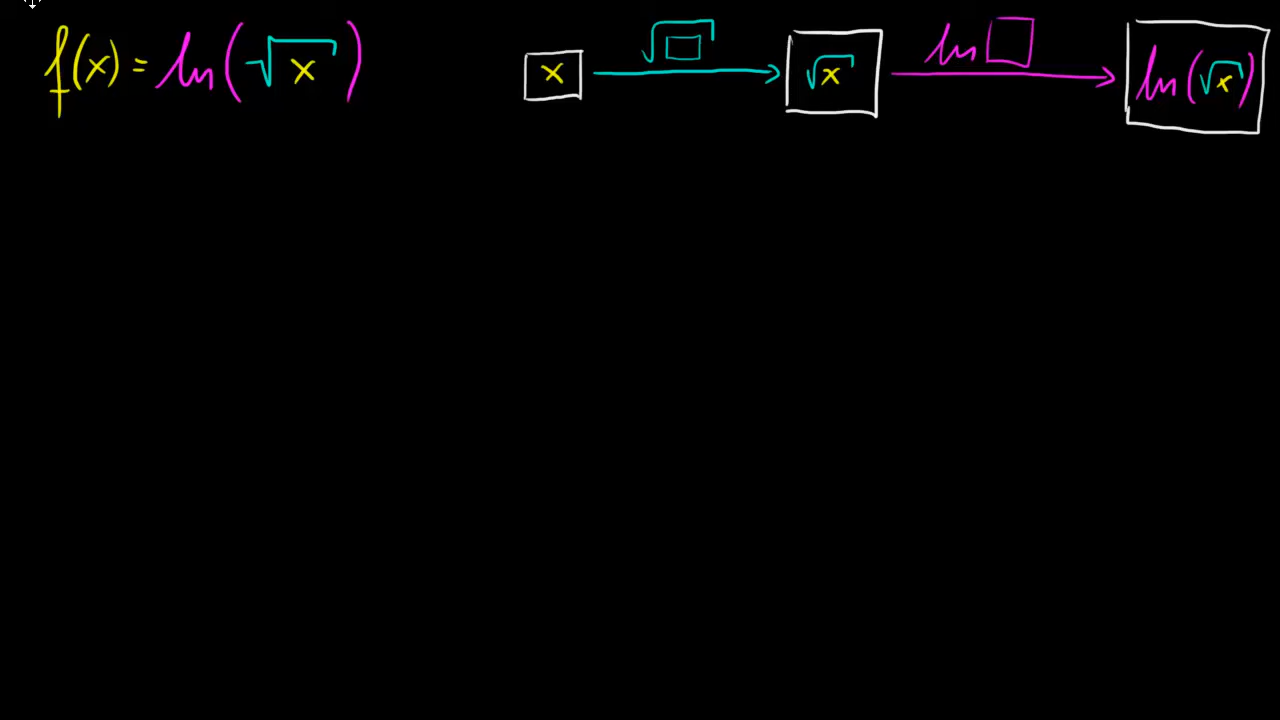 f(x) = ln(√x)
x √□ √x ln □ ln(√x)